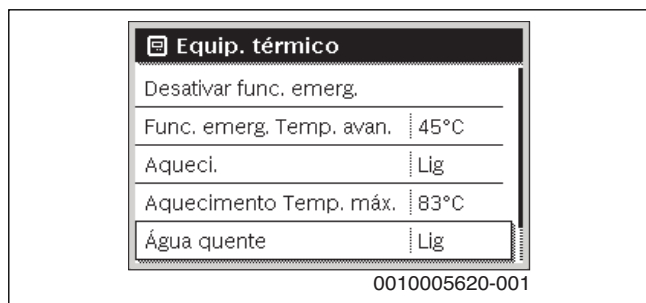 Equip. térmico
Desativar func. emerg.
Func. emerg. Temp. avan. 45°C
Aqueci. Lig
Aquecimento Temp. máx. 83°C
Água quente Lig
0010005620-001